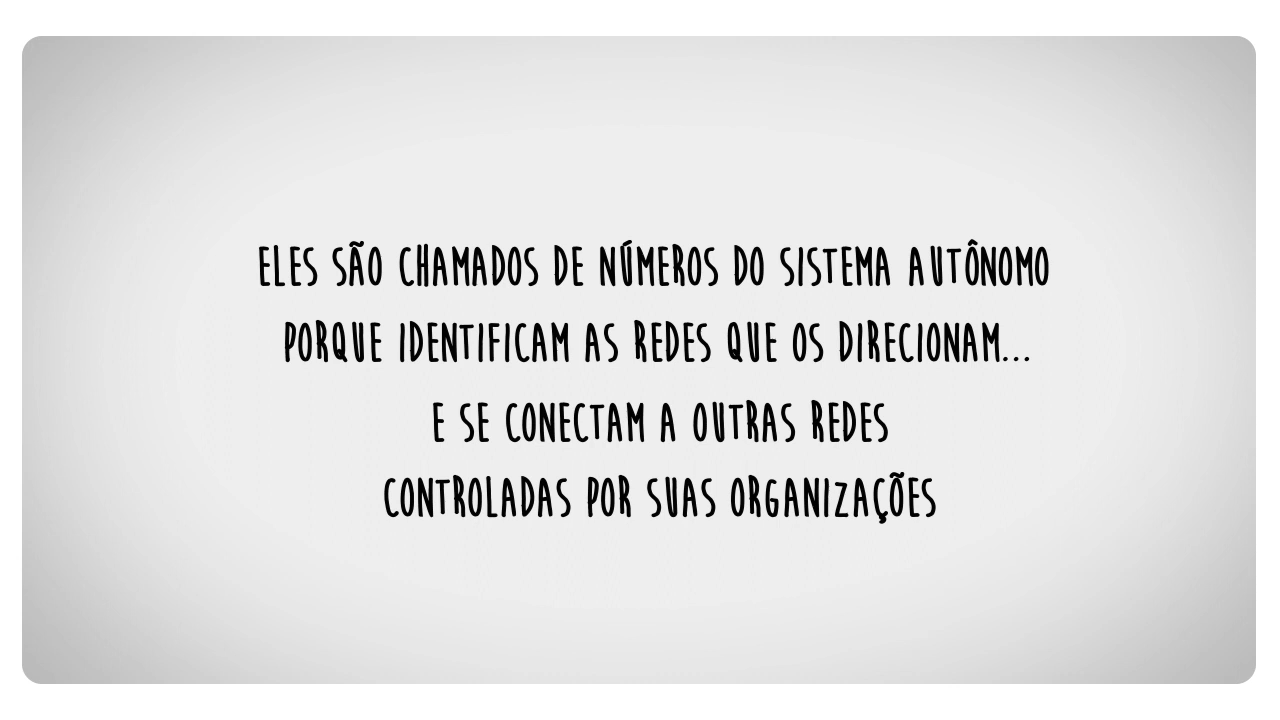 ELES SÃO CHAMADOS DE NÚMEROS DO SISTEMA AUTÔNOMO
PORQUE IDENTIFICAM AS REDES QUE OS DIRECIONAM...
E SE CONECTAM A OUTRAS REDES
CONTROLADAS POR SUAS ORGANIZAÇÕES